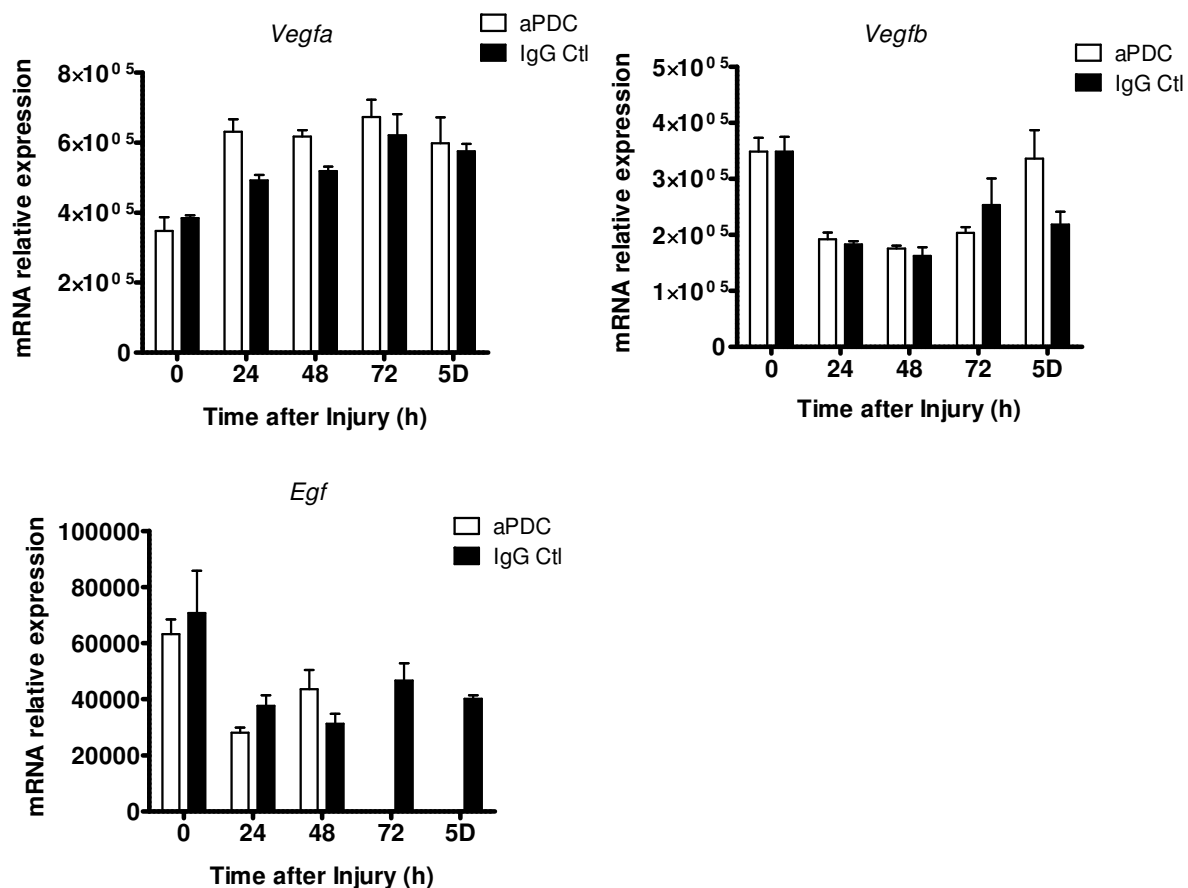 Vegfa
aPDC
IgG Ctl
mRNA relative expression
8×10⁰⁵
6×10⁰⁵
4×10⁰⁵
2×10⁰⁵
0
0 24 48 72 5D
Time after Injury (h)
Vegfb
aPDC
IgG Ctl
mRNA relative expression
5×10⁰⁵
4×10⁰⁵
3×10⁰⁵
2×10⁰⁵
1×10⁰⁵
0
0 24 48 72 5D
Time after Injury (h)
Egf
aPDC
IgG Ctl
mRNA relative expression
100000
80000
60000
40000
20000
0
0 24 48 72 5D
Time after Injury (h)